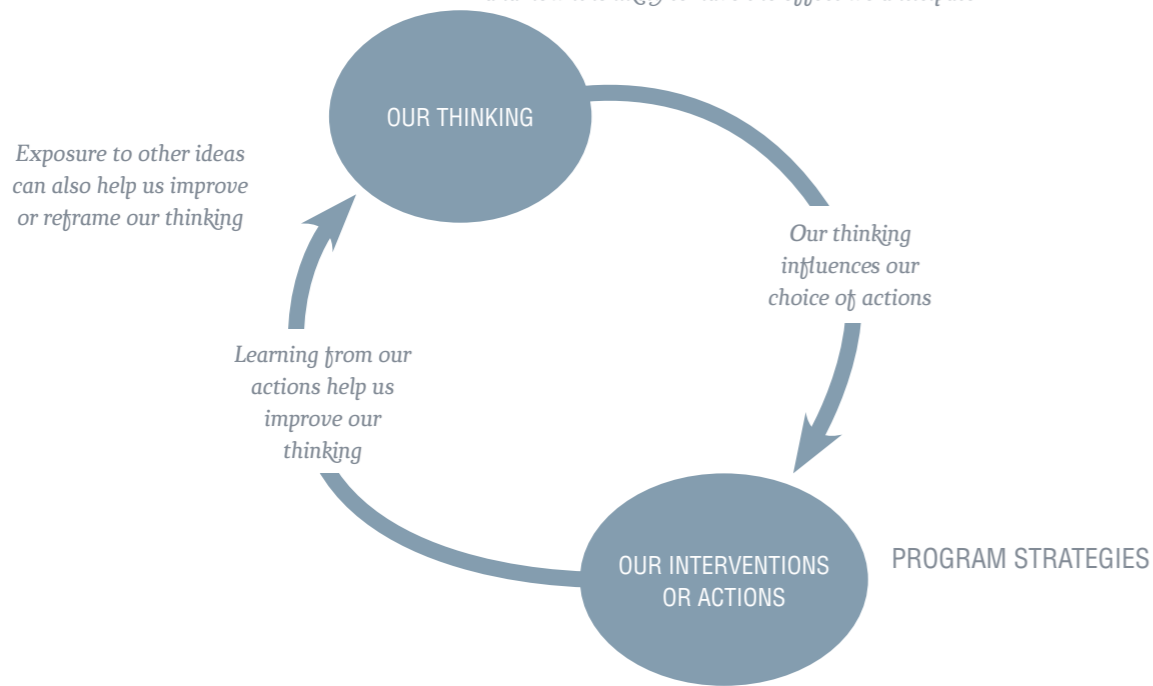 OUR THINKING
Exposure to other ideas
can also help us improve
or reframe our thinking
Our thinking
influences our
choice of actions
Learning from our
actions help us
improve our
thinking
OUR INTERVENTIONS
OR ACTIONS
PROGRAM STRATEGIES